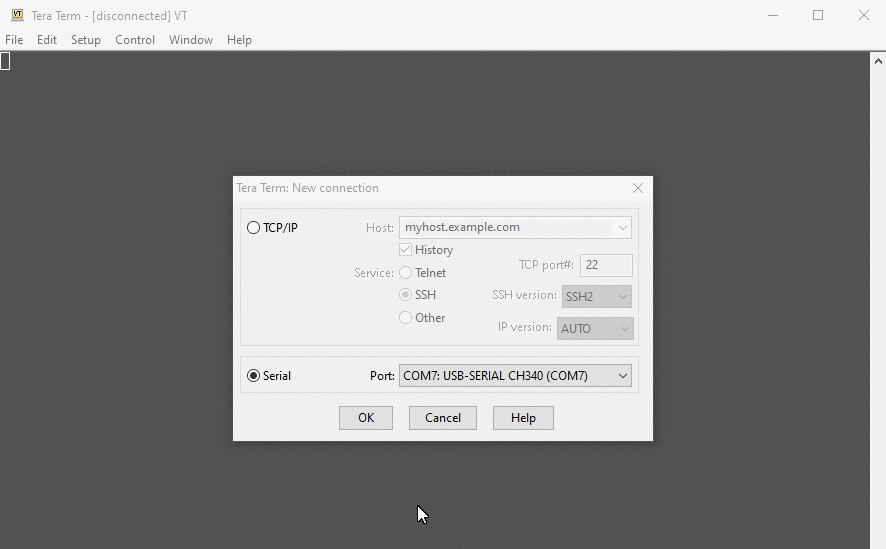 VT Tera Term - [disconnected] VT
File Edit Setup Control Window Help
Tera Term: New connection
TCP/IP Host: myhost.example.com
History
Service: Telnet TCP port#: 22
SSH SSH version: SSH2
Other IP version: AUTO
Serial Port: COM7: USB-SERIAL CH340 (COM7)
OK Cancel Help